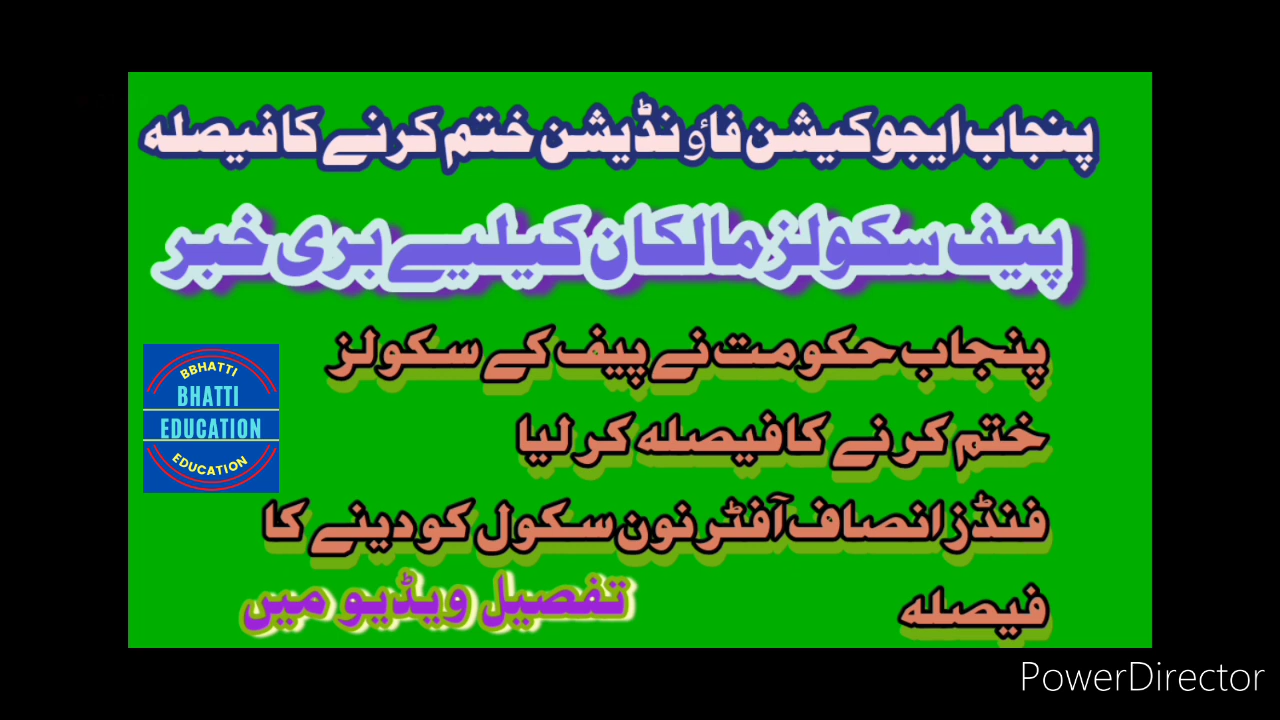 پنجاب ایجوکیشن فاؤنڈیشن ختم کرنے کا فیصلہ
پیف سکولز مالکان کیلیے بری خبر
پنجاب حکومت نے پیف کے سکولز
ختم کرنے کا فیصلہ کر لیا
فنڈز انصاف آفٹر نون سکول کو دینے کا
فیصلہ
تفصیل ویڈیو میں
BBHATTI
BHATTI
EDUCATION
EDUCATION
PowerDirector